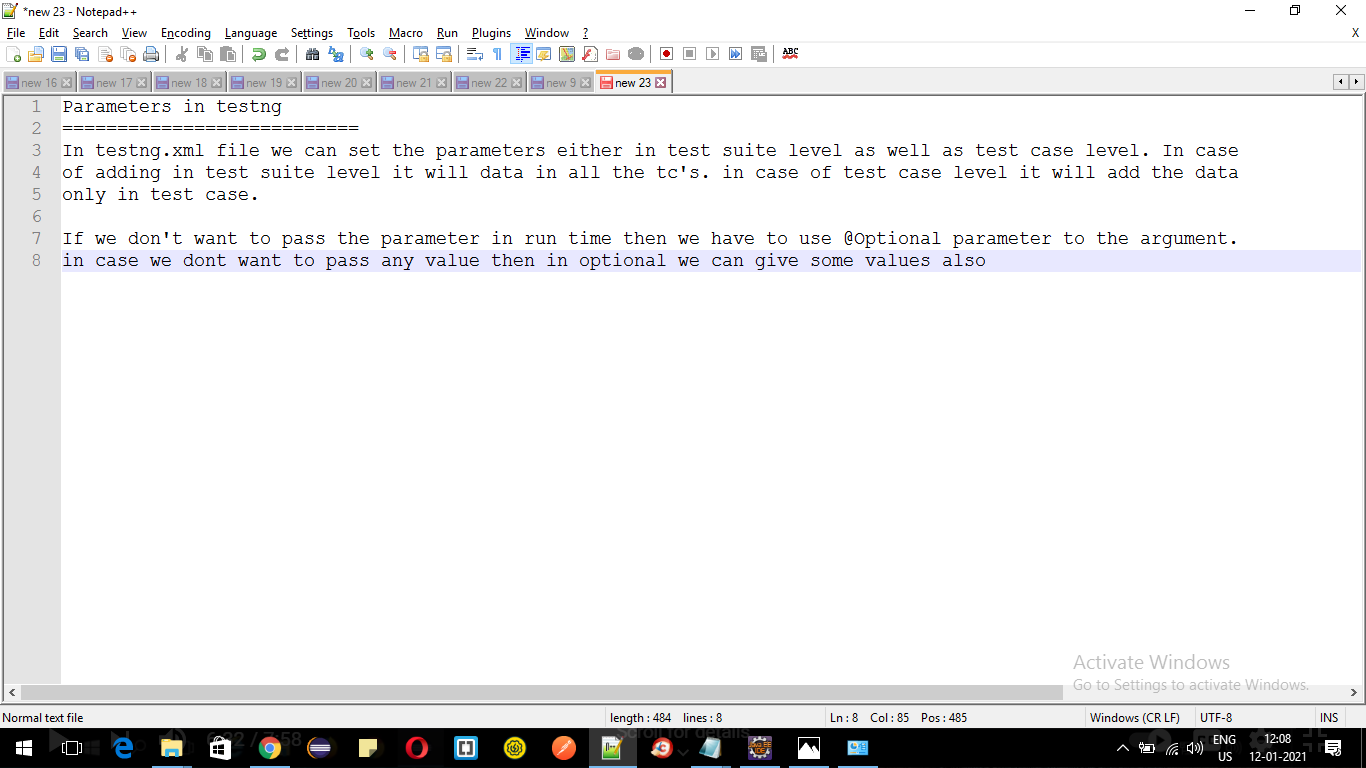 *new 23 - Notepad++
File Edit Search View Encoding Language Settings Tools Macro Run Plugins Window ? X
ABC
new 16 new 17 new 18 new 19 new 20 new 21 new 22 new 9 new 23
1 Parameters in testng
2 ===========================
3 In testng.xml file we can set the parameters either in test suite level as well as test case level. In case
4 of adding in test suite level it will data in all the tc's. in case of test case level it will add the data
5 only in test case.
6
7 If we don't want to pass the parameter in run time then we have to use @Optional parameter to the argument.
8 in case we dont want to pass any value then in optional we can give some values also
Activate Windows
Go to Settings to activate Windows.
Normal text file length : 484 lines : 8 Ln : 8 Col : 85 Pos : 485 Windows (CR LF) UTF-8 INS
Scroll for details
6:22 / 7:58
ENG 12:08
US 12-01-2021